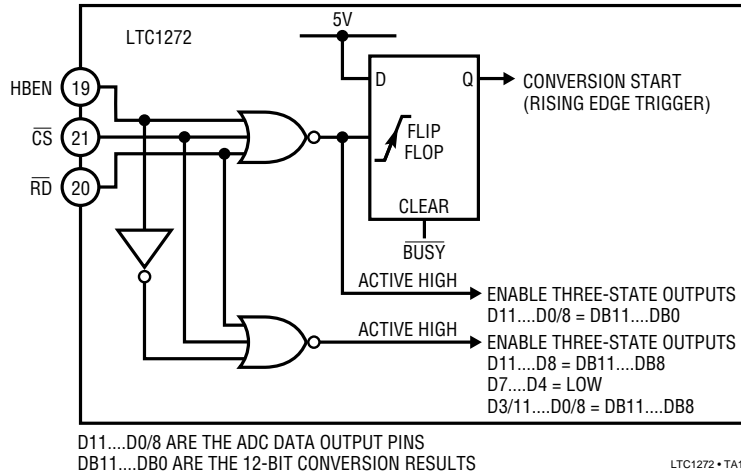 5V
LTC1272
HBEN 19
D Q CONVERSION START
(RISING EDGE TRIGGER)
CS 21
FLIP
FLOP
RD 20
CLEAR
BUSY
ACTIVE HIGH
ENABLE THREE-STATE OUTPUTS
D11....D0/8 = DB11....DB0
ACTIVE HIGH
ENABLE THREE-STATE OUTPUTS
D11....D8 = DB11....DB8
D7....D4 = LOW
D3/11....D0/8 = DB11....DB8
D11....D0/8 ARE THE ADC DATA OUTPUT PINS
DB11....DB0 ARE THE 12-BIT CONVERSION RESULTS
LTC1272 • TA1